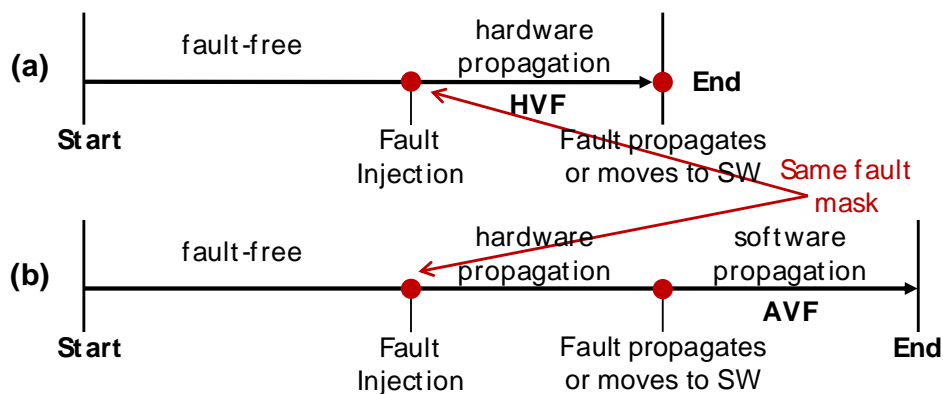 (a)
fault-free
hardware
propagation
HVF
End
Start
Fault
Injection
Fault propagates
or moves to SW
Same fault
mask
(b)
fault-free
hardware
propagation
software
propagation
AVF
Start
Fault
Injection
Fault propagates
or moves to SW
End